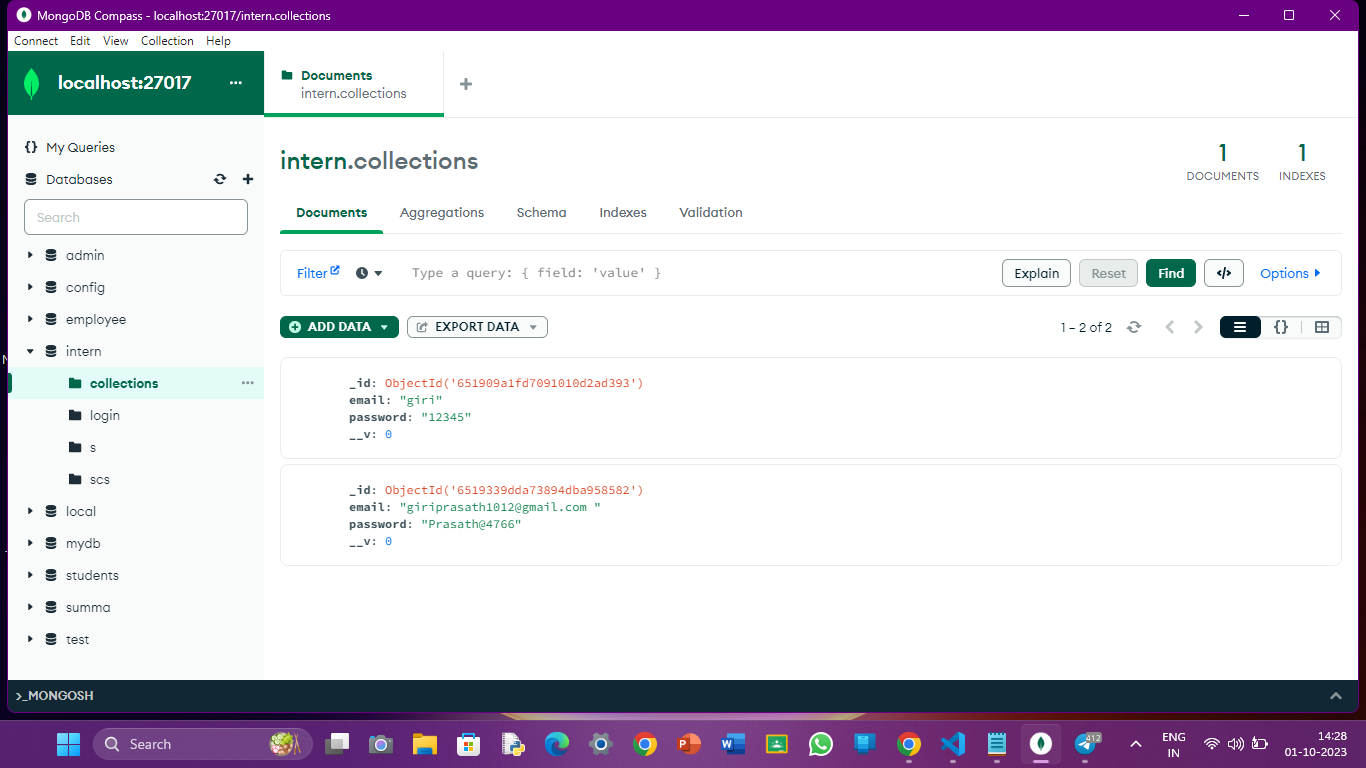 MongoDB Compass - localhost:27017/intern.collections
Connect Edit View Collection Help
localhost:27017
...
Documents
intern.collections
+
{} My Queries
Databases
Search
admin
config
employee
intern
collections
...
login
s
scs
local
mydb
students
summa
test
intern.collections
1
DOCUMENTS
1
INDEXES
Documents Aggregations Schema Indexes Validation
Filter Type a query: { field: 'value' } Explain Reset Find </> Options
ADD DATA EXPORT DATA 1 – 2 of 2 {}
_id: ObjectId('651909a1fd7091010d2ad393')
email: "giri"
password: "12345"
__v: 0
_id: ObjectId('6519339dda73894dba958582')
email: "giriprasath1012@gmail.com "
password: "Prasath@4766"
__v: 0
>_MONGOSH
Search
412
ENG
IN
14:28
01-10-2023